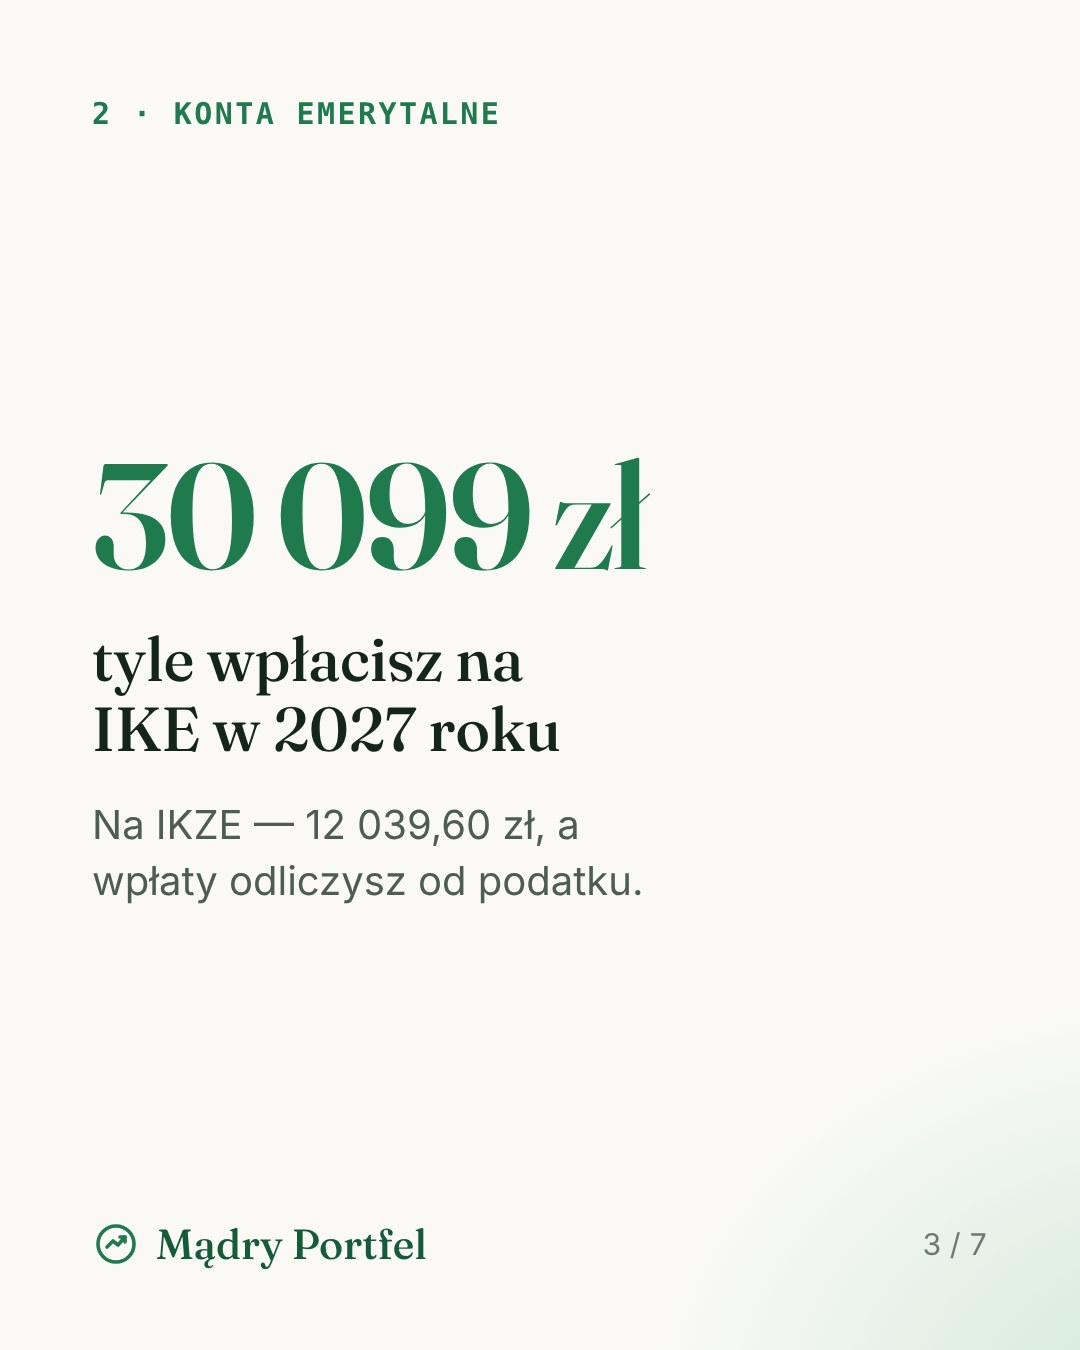 2 · KONTA EMERYTALNE
30 099 zł
tyle wpłacisz na
IKE w 2027 roku
Na IKZE — 12 039,60 zł, a
wpłaty odliczysz od podatku.
Mądry Portfel
3 / 7